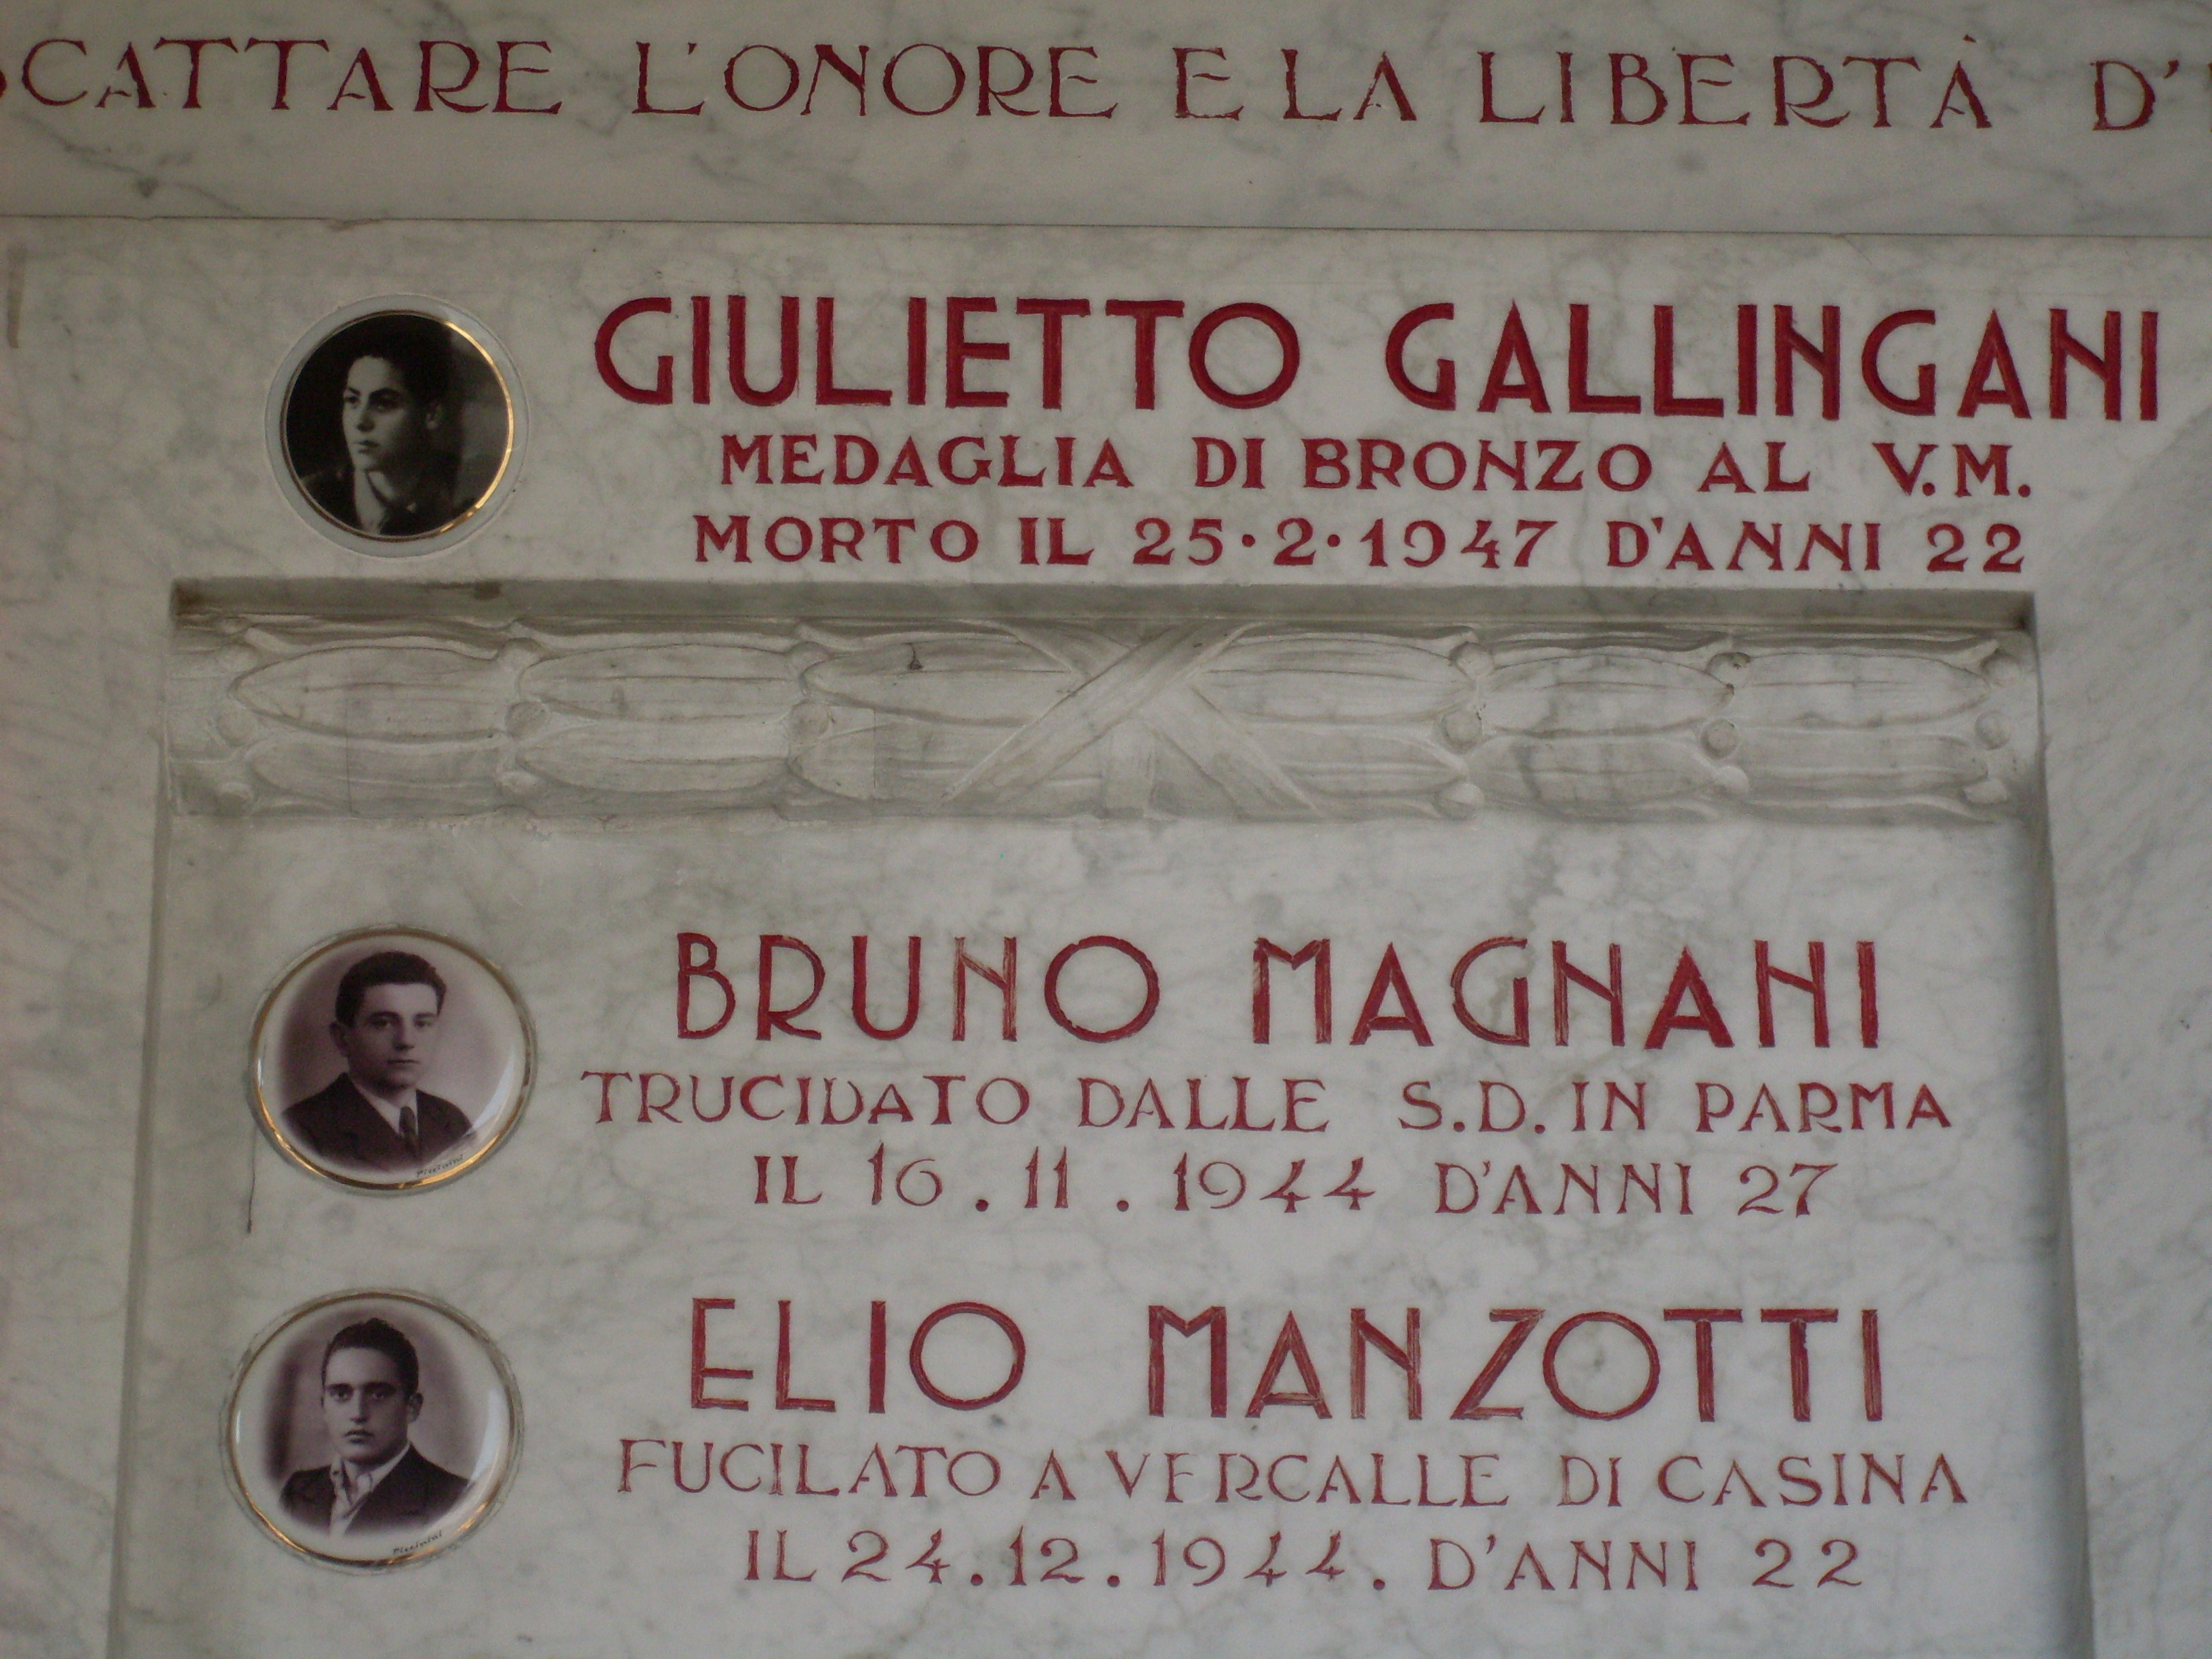 SCATTARE L'ONORE E LA LIBERTÀ D'
GIULIETTO GALLINGANI
MEDAGLIA DI BRONZO AL V.M.
MORTO IL 25·2·1947 D'ANNI 22
BRUNO MAGNANI
TRUCIDATO DALLE S.D. IN PARMA
IL 16.11.1944 D'ANNI 27
Piccinini
ELIO MANZOTTI
FUCILATO A VERCALLE DI CASINA
IL 24.12.1944. D'ANNI 22
Piccinini